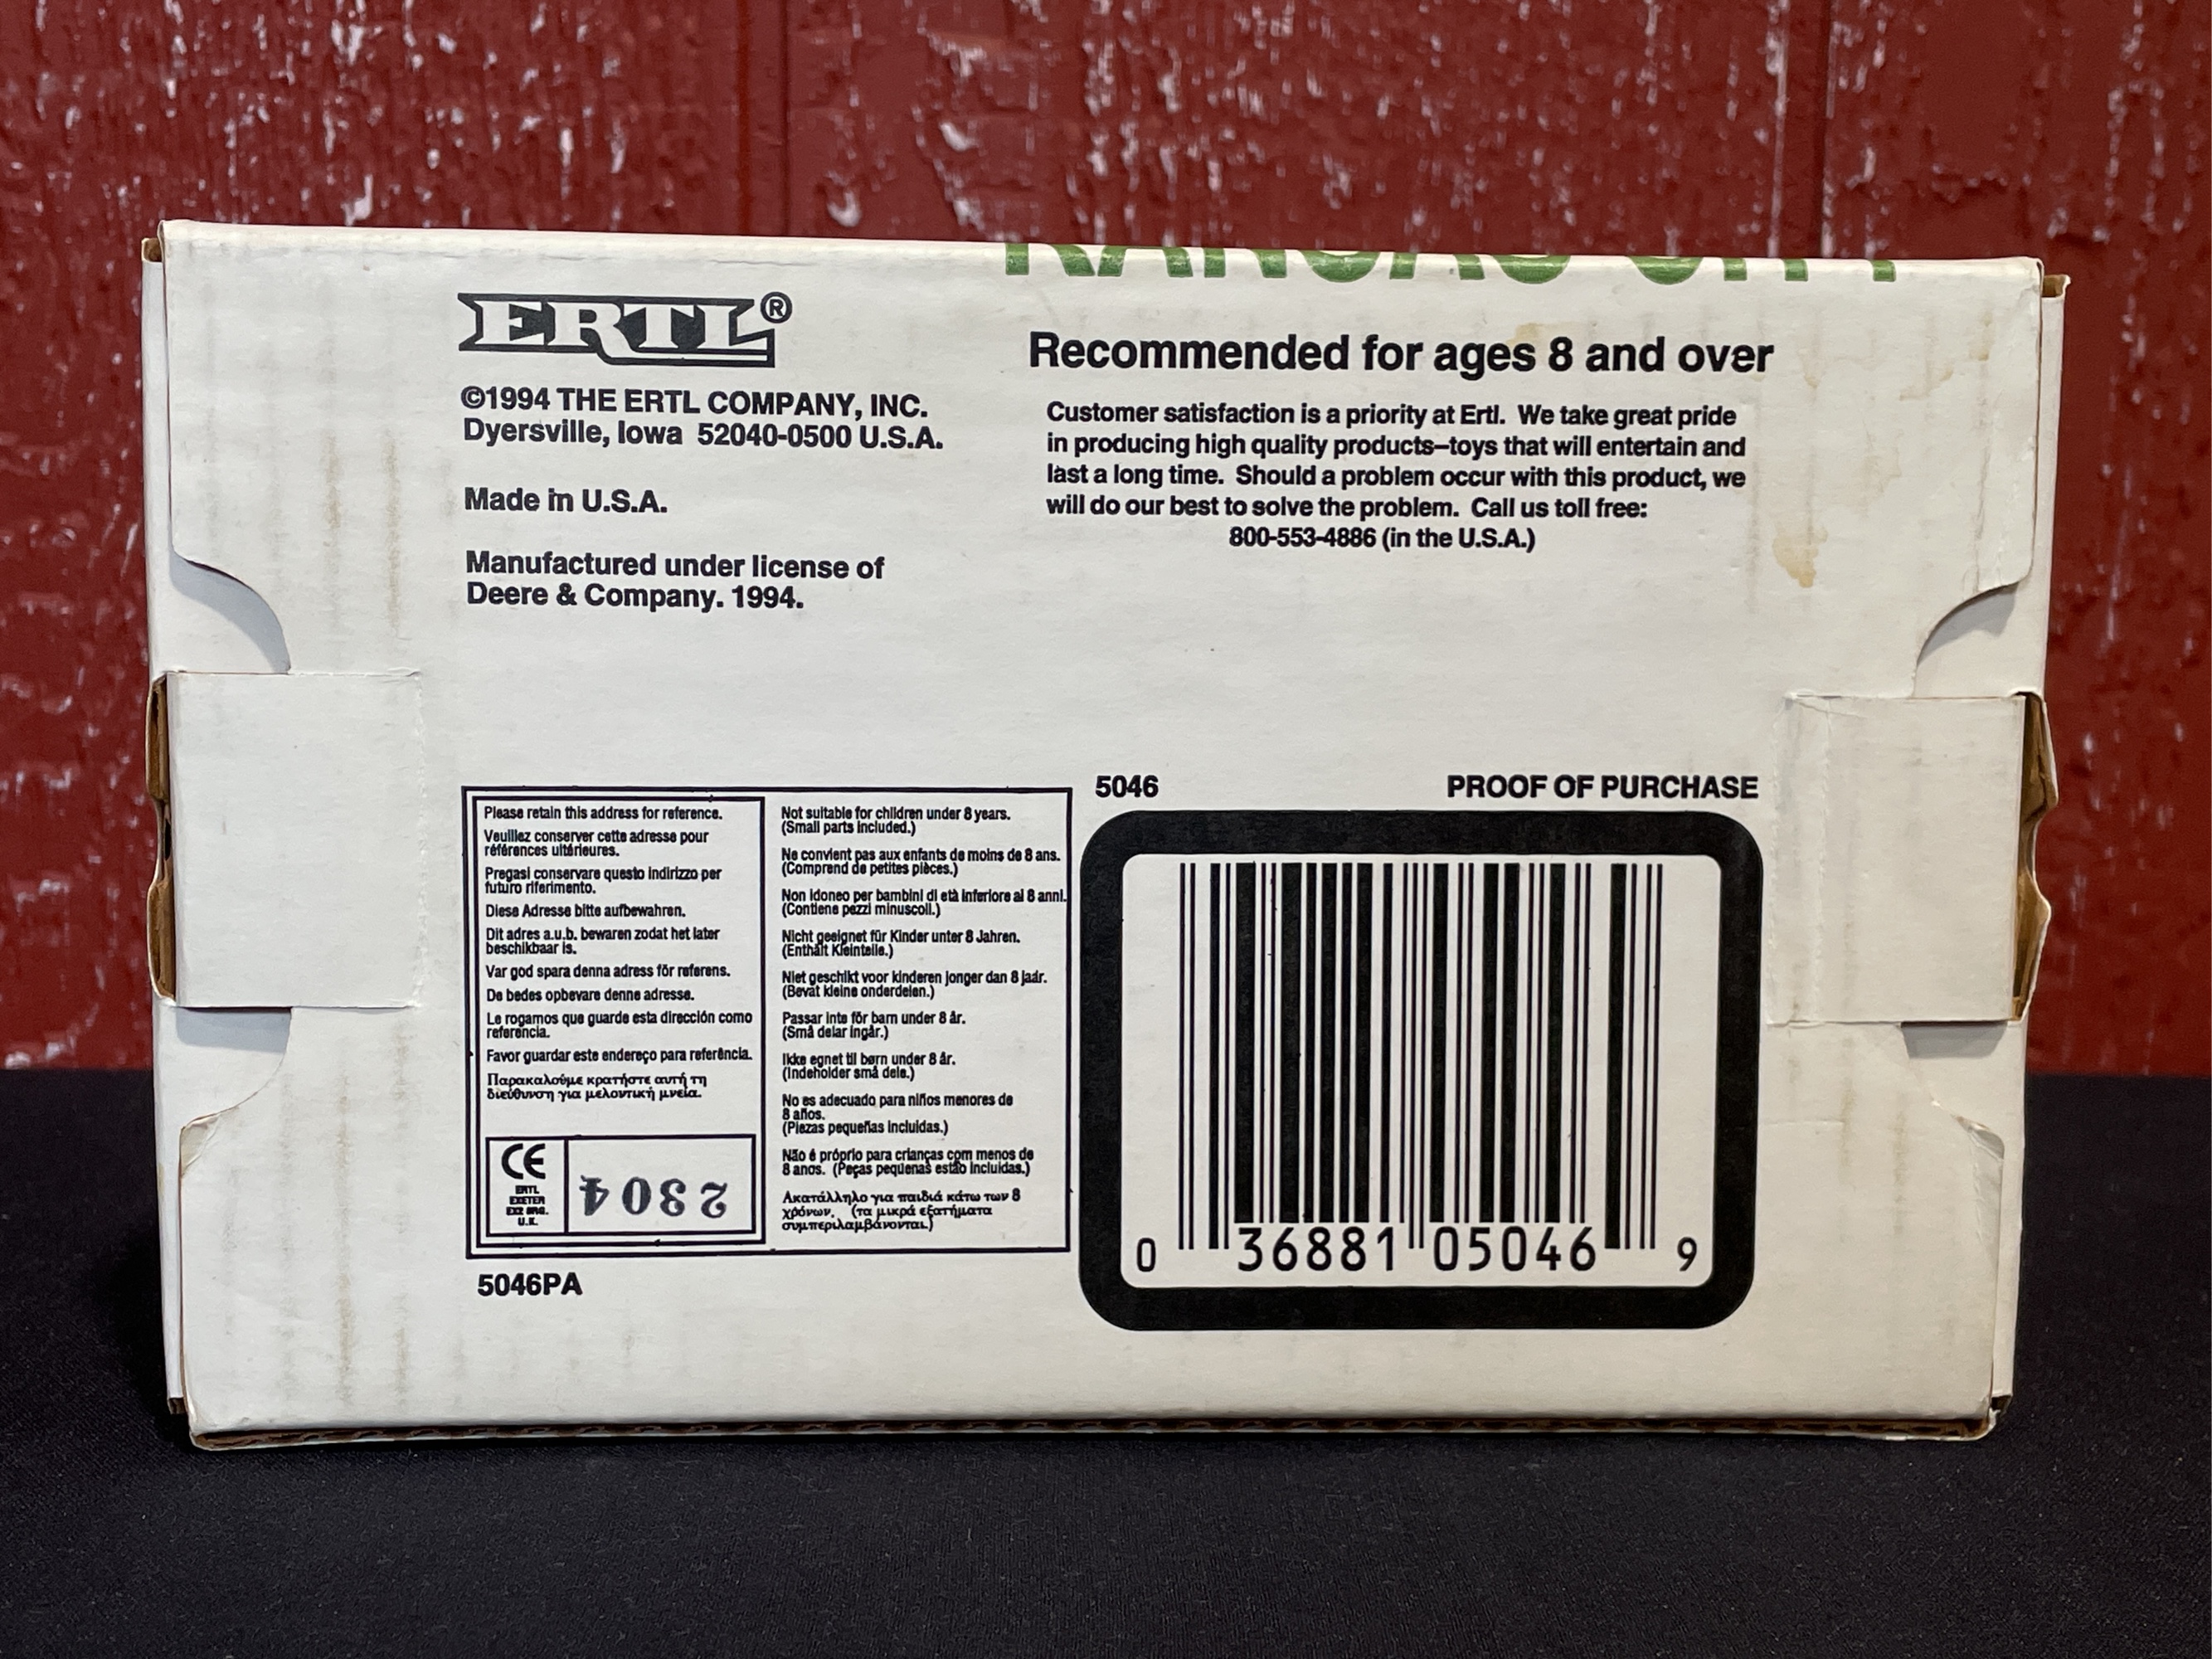 KANSAS CITY
ERTL®
©1994 THE ERTL COMPANY, INC.
Dyersville, Iowa 52040-0500 U.S.A.
Made in U.S.A.
Manufactured under license of
Deere & Company. 1994.
Recommended for ages 8 and over
Customer satisfaction is a priority at Ertl. We take great pride
in producing high quality products–toys that will entertain and
last a long time. Should a problem occur with this product, we
will do our best to solve the problem. Call us toll free:
800-553-4886 (in the U.S.A.)
Please retain this address for reference.
Veuillez conserver cette adresse pour
références ultérieures.
Pregasi conservare questo indirizzo per
futuro riferimento.
Diese Adresse bitte aufbewahren.
Dit adres a.u.b. bewaren zodat het later
beschikbaar is.
Var god spara denna adress för referens.
De bedes opbevare denne adresse.
Le rogamos que guarde esta dirección como
referencia.
Favor guardar este endereço para referência.
Παρακαλούμε κρατήστε αυτή τη
διεύθυνση για μελοντική μνεία.
CE
ERTL
EXETER
EX2
U.K.
2304
Not suitable for children under 8 years.
(Small parts included.)
Ne convient pas aux enfants de moins de 8 ans.
(Comprend de petites pièces.)
Non idoneo per bambini di età inferiore ai 8 anni.
(Contiene pezzi minuscoli.)
Nicht geeignet für Kinder unter 8 Jahren.
(Enthält Kleinteile.)
Niet geschikt voor kinderen jonger dan 8 jaár.
(Bevat kleine onderdelen.)
Passar inte för barn under 8 år.
(Små delar ingår.)
Ikke egnet til børn under 8 år.
(Indeholder små dele.)
No es adecuado para niños menores de
8 años.
(Piezas pequeñas incluidas.)
Não é próprio para crianças com menos de
8 anos. (Peças pequenas estão incluidas.)
Ακατάλληλο για παιδιά κάτω των 8
χρόνων. (τα μικρά εξατήματα
συμπεριλαμβάνονται.)
5046PA
5046 PROOF OF PURCHASE
0 36881 05046 9